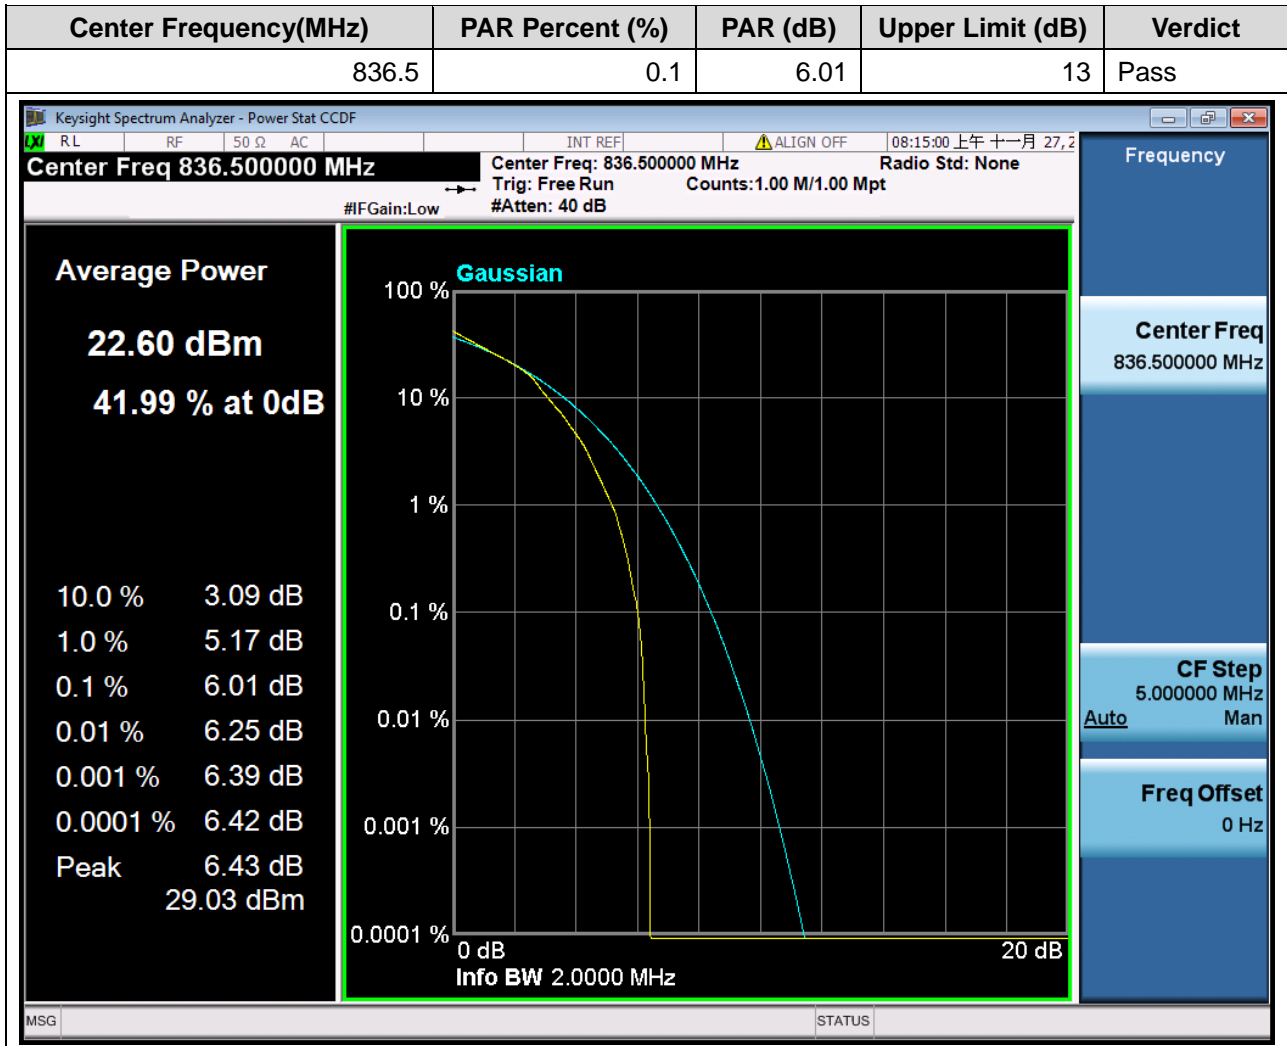 Center Frequency(MHz) PAR Percent (%) PAR (dB) Upper Limit (dB) Verdict
836.5 0.1 6.01 13 Pass
Keysight Spectrum Analyzer - Power Stat CCDF
LXI RL RF 50 Ω AC INT REF ALIGN OFF 08:15:00 上午 十一月 27, 2
Center Freq 836.500000 MHz
Center Freq: 836.500000 MHz Radio Std: None
Trig: Free Run Counts:1.00 M/1.00 Mpt
#IFGain:Low #Atten: 40 dB
Average Power
22.60 dBm
41.99 % at 0dB
10.0 % 3.09 dB
1.0 % 5.17 dB
0.1 % 6.01 dB
0.01 % 6.25 dB
0.001 % 6.39 dB
0.0001 % 6.42 dB
Peak 6.43 dB
29.03 dBm
Gaussian
100 %
10 %
1 %
0.1 %
0.01 %
0.001 %
0.0001 %
0 dB 20 dB
Info BW 2.0000 MHz
Frequency
Center Freq
836.500000 MHz
CF Step
5.000000 MHz
Auto Man
Freq Offset
0 Hz
MSG STATUS